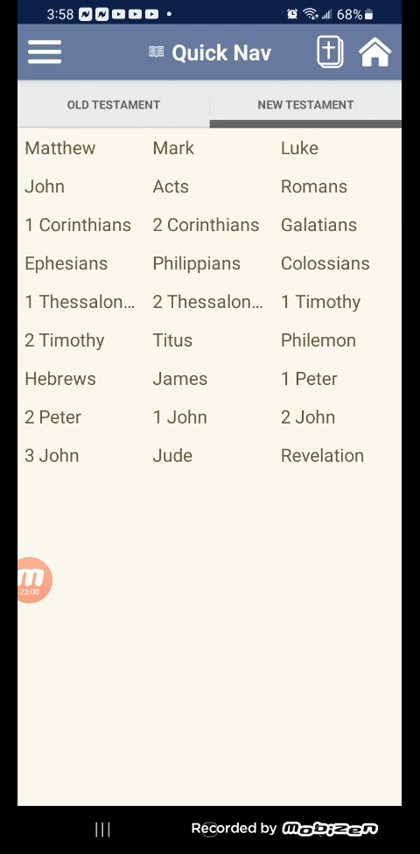 3:58 68%
Quick Nav
OLD TESTAMENT NEW TESTAMENT
Matthew Mark Luke
John Acts Romans
1 Corinthians 2 Corinthians Galatians
Ephesians Philippians Colossians
1 Thessalon... 2 Thessalon... 1 Timothy
2 Timothy Titus Philemon
Hebrews James 1 Peter
2 Peter 1 John 2 John
3 John Jude Revelation
m
23:00
Recorded by mobizen